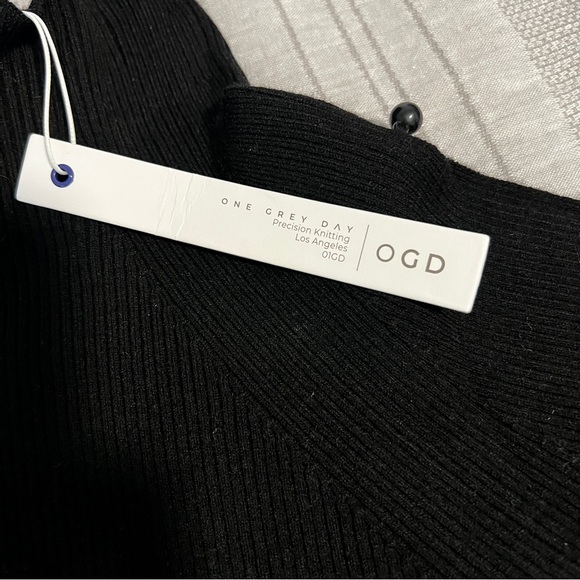 ONE GREY DAY
Precision Knitting
Los Angeles
01GD
OGD